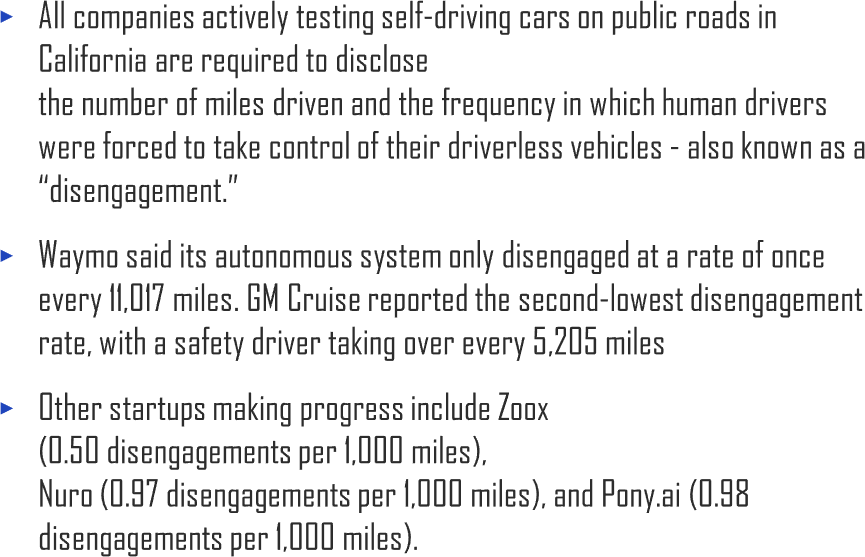 ▸ All companies actively testing self-driving cars on public roads in
California are required to disclose
the number of miles driven and the frequency in which human drivers
were forced to take control of their driverless vehicles - also known as a
“disengagement.”
▸ Waymo said its autonomous system only disengaged at a rate of once
every 11,017 miles. GM Cruise reported the second-lowest disengagement
rate, with a safety driver taking over every 5,205 miles
▸ Other startups making progress include Zoox
(0.50 disengagements per 1,000 miles),
Nuro (0.97 disengagements per 1,000 miles), and Pony.ai (0.98
disengagements per 1,000 miles).